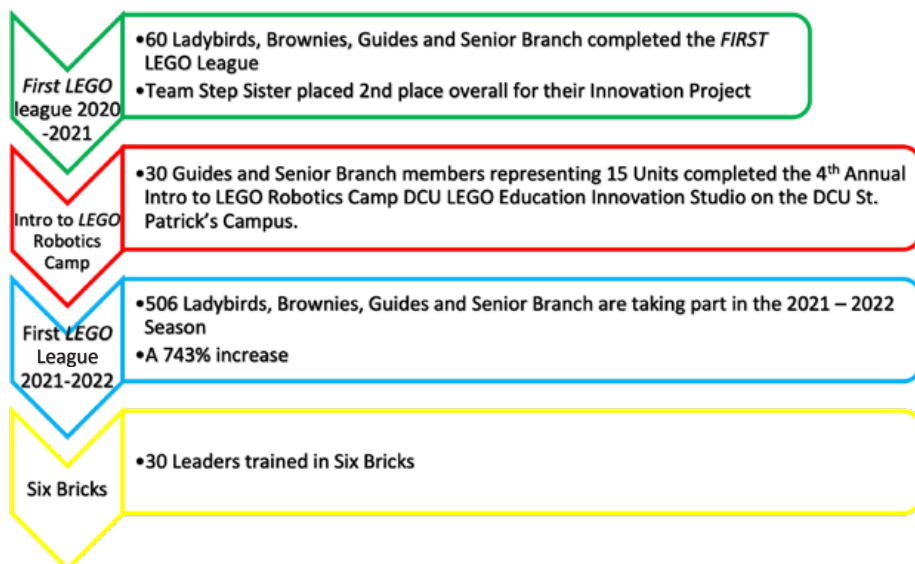 First LEGO
league 2020
-2021
•60 Ladybirds, Brownies, Guides and Senior Branch completed the FIRST
LEGO League
•Team Step Sister placed 2nd place overall for their Innovation Project
Intro to LEGO
Robotics
Camp
•30 Guides and Senior Branch members representing 15 Units completed the 4th Annual
Intro to LEGO Robotics Camp DCU LEGO Education Innovation Studio on the DCU St.
Patrick’s Campus.
First LEGO
League
2021-2022
•506 Ladybirds, Brownies, Guides and Senior Branch are taking part in the 2021 – 2022
Season
•A 743% increase
Six Bricks
•30 Leaders trained in Six Bricks